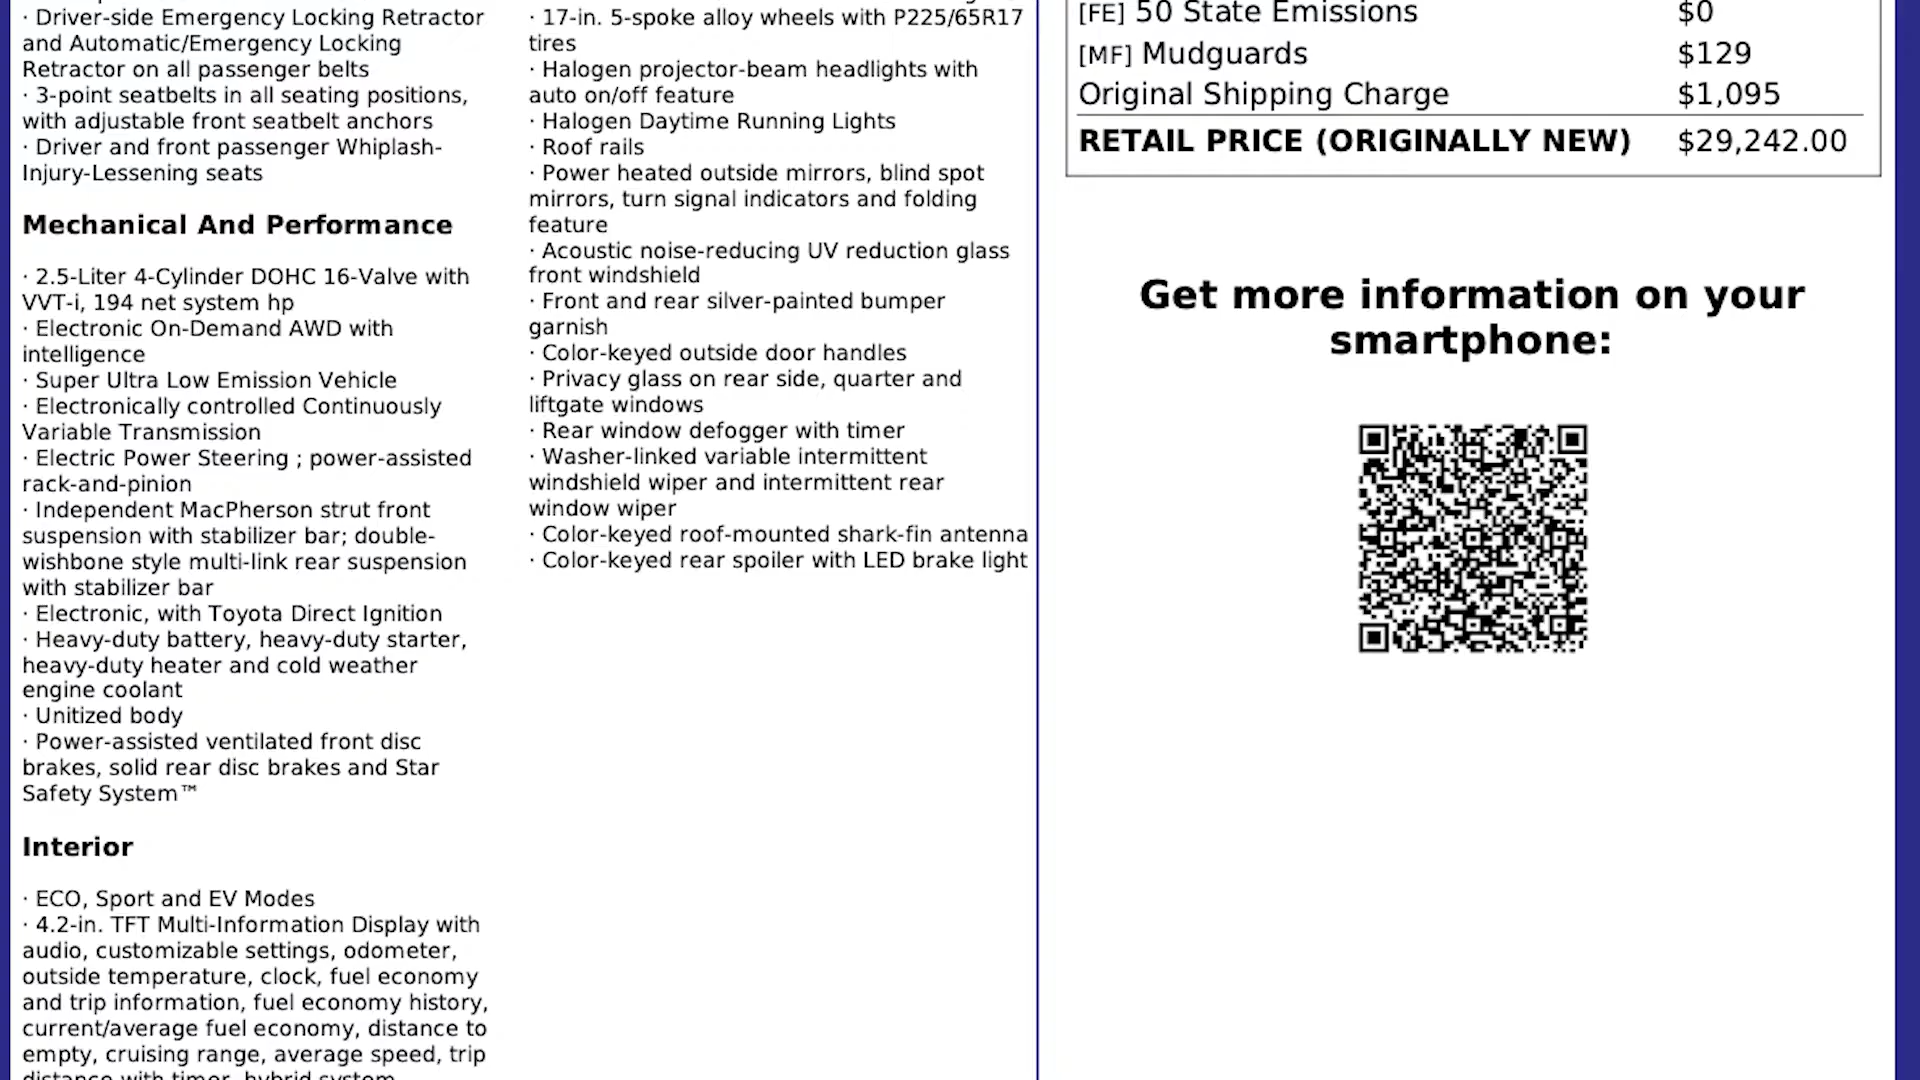 · Driver-side Emergency Locking Retractor
and Automatic/Emergency Locking
Retractor on all passenger belts
· 3-point seatbelts in all seating positions,
with adjustable front seatbelt anchors
· Driver and front passenger Whiplash-
Injury-Lessening seats
Mechanical And Performance
· 2.5-Liter 4-Cylinder DOHC 16-Valve with
VVT-i, 194 net system hp
· Electronic On-Demand AWD with
intelligence
· Super Ultra Low Emission Vehicle
· Electronically controlled Continuously
Variable Transmission
· Electric Power Steering ; power-assisted
rack-and-pinion
· Independent MacPherson strut front
suspension with stabilizer bar; double-
wishbone style multi-link rear suspension
with stabilizer bar
· Electronic, with Toyota Direct Ignition
· Heavy-duty battery, heavy-duty starter,
heavy-duty heater and cold weather
engine coolant
· Unitized body
· Power-assisted ventilated front disc
brakes, solid rear disc brakes and Star
Safety System™
Interior
· ECO, Sport and EV Modes
· 4.2-in. TFT Multi-Information Display with
audio, customizable settings, odometer,
outside temperature, clock, fuel economy
and trip information, fuel economy history,
current/average fuel economy, distance to
empty, cruising range, average speed, trip
distance with timer, hybrid system
· 17-in. 5-spoke alloy wheels with P225/65R17
tires
· Halogen projector-beam headlights with
auto on/off feature
· Halogen Daytime Running Lights
· Roof rails
· Power heated outside mirrors, blind spot
mirrors, turn signal indicators and folding
feature
· Acoustic noise-reducing UV reduction glass
front windshield
· Front and rear silver-painted bumper
garnish
· Color-keyed outside door handles
· Privacy glass on rear side, quarter and
liftgate windows
· Rear window defogger with timer
· Washer-linked variable intermittent
windshield wiper and intermittent rear
window wiper
· Color-keyed roof-mounted shark-fin antenna
· Color-keyed rear spoiler with LED brake light
[FE] 50 State Emissions $0
[MF] Mudguards $129
Original Shipping Charge $1,095
RETAIL PRICE (ORIGINALLY NEW) $29,242.00
Get more information on your
smartphone: